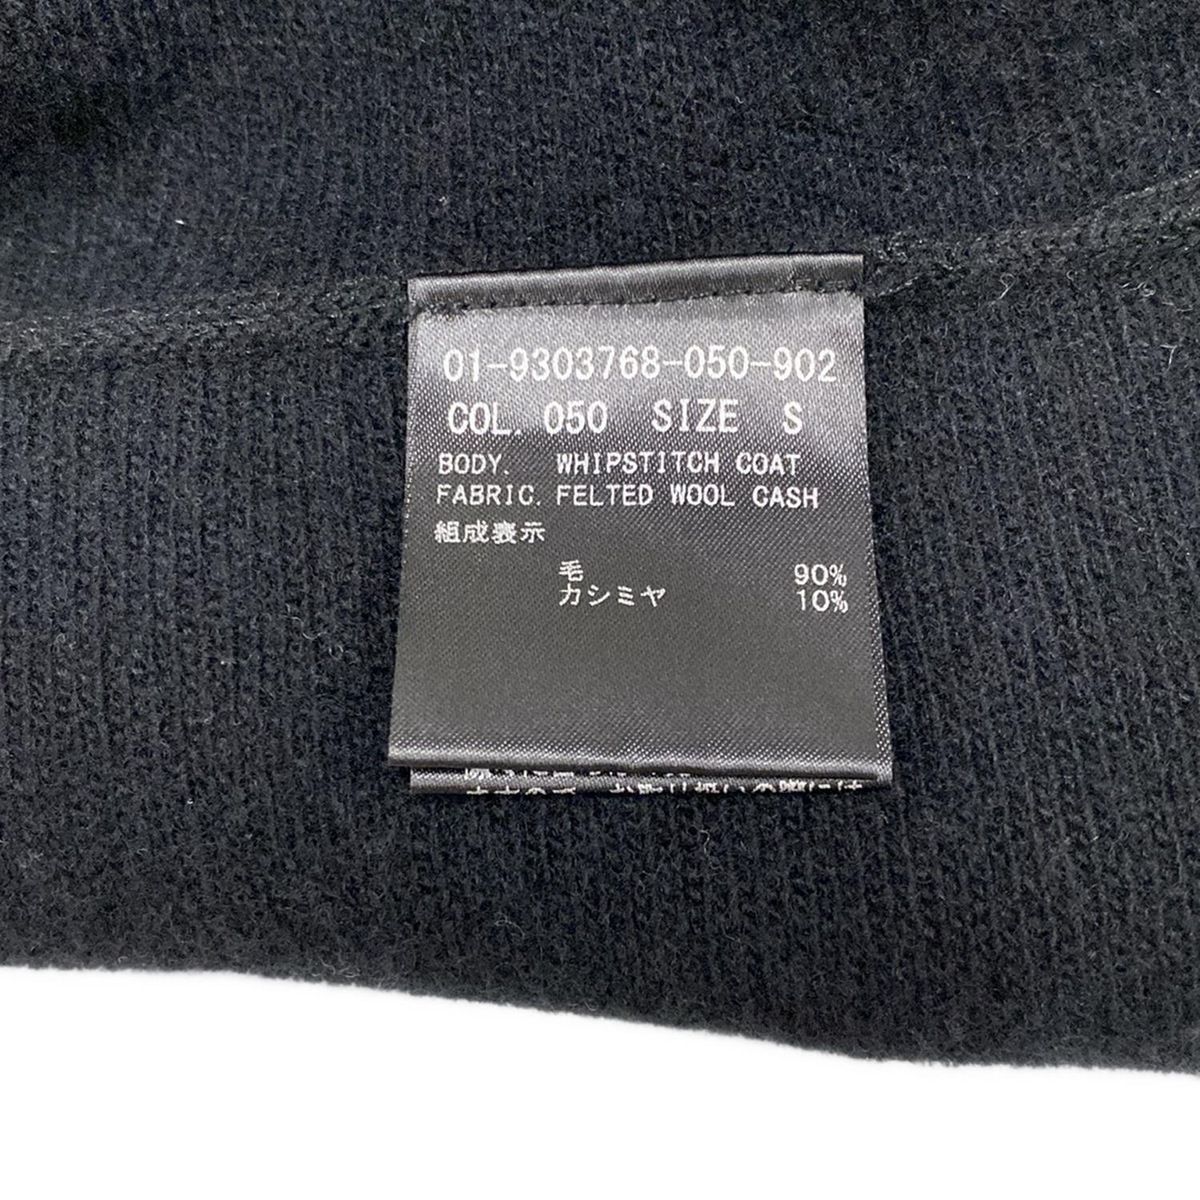 01-9303768-050-902
COL. 050 SIZE S
BODY. WHIPSTITCH COAT
FABRIC. FELTED WOOL CASH
組成表示
毛 90%
カシミヤ 10%